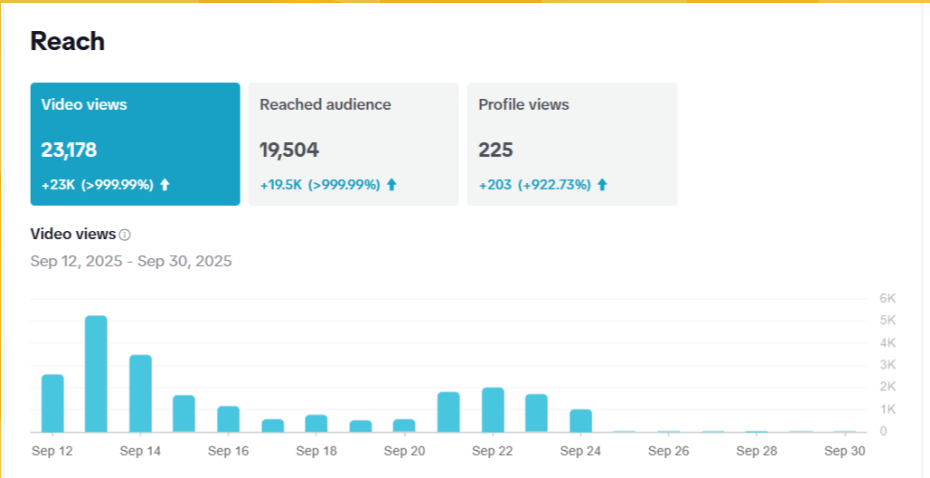 Reach
Video views
Reached audience
Profile views
23,178
19,504
225
+23K (>999.99%)
+19.5K (>999.99%)
+203 (+922.73%)
Video views
Sep 12, 2025 - Sep 30, 2025
6K
5K
4K
3K
2K
1K
0
Sep 12 Sep 14 Sep 16 Sep 18 Sep 20 Sep 22 Sep 24 Sep 26 Sep 28 Sep 30